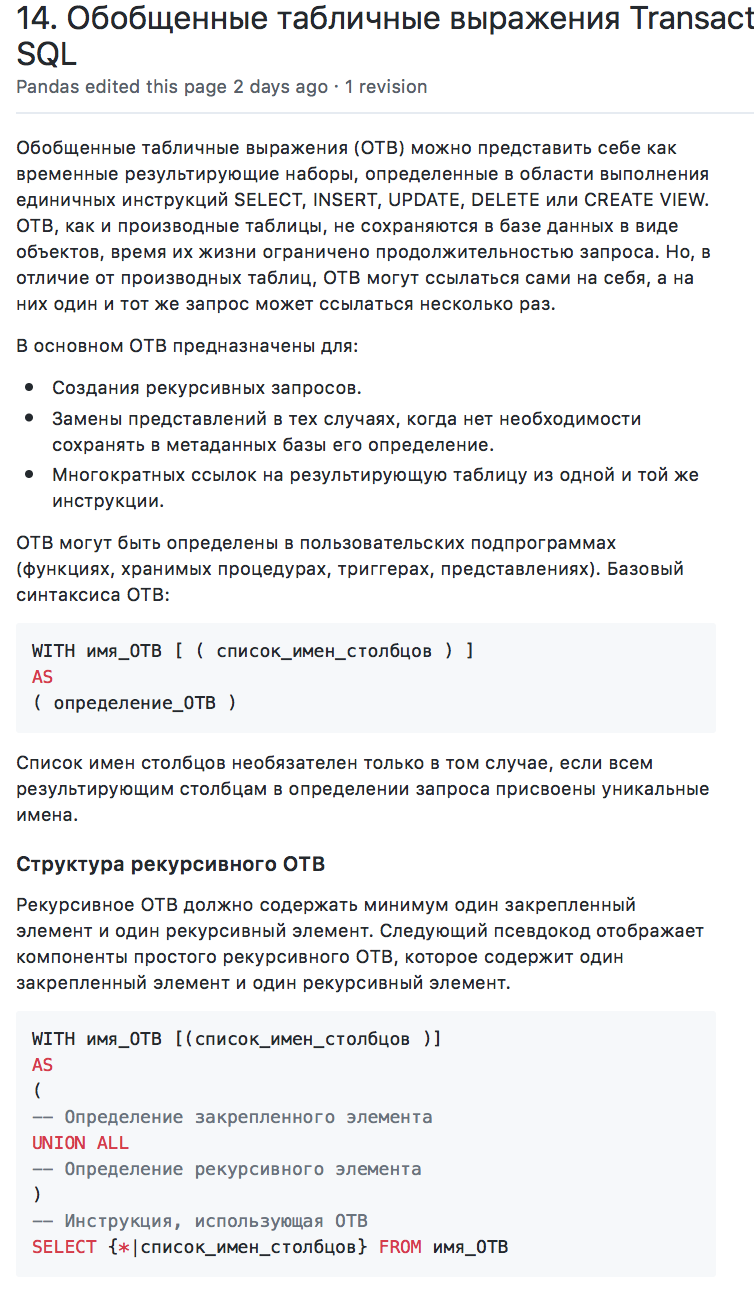 14. Обобщенные табличные выражения Transact
SQL
Pandas edited this page 2 days ago · 1 revision
Обобщенные табличные выражения (ОТВ) можно представить себе как
временные результирующие наборы, определенные в области выполнения
единичных инструкций SELECT, INSERT, UPDATE, DELETE или CREATE VIEW.
ОТВ, как и производные таблицы, не сохраняются в базе данных в виде
объектов, время их жизни ограничено продолжительностью запроса. Но, в
отличие от производных таблиц, ОТВ могут ссылаться сами на себя, а на
них один и тот же запрос может ссылаться несколько раз.
В основном ОТВ предназначены для:
• Создания рекурсивных запросов.
• Замены представлений в тех случаях, когда нет необходимости
сохранять в метаданных базы его определение.
• Многократных ссылок на результирующую таблицу из одной и той же
инструкции.
ОТВ могут быть определены в пользовательских подпрограммах
(функциях, хранимых процедурах, триггерах, представлениях). Базовый
синтаксиса ОТВ:
WITH имя_ОТВ [ ( список_имен_столбцов ) ]
AS
( определение_ОТВ )
Список имен столбцов необязателен только в том случае, если всем
результирующим столбцам в определении запроса присвоены уникальные
имена.
Структура рекурсивного ОТВ
Рекурсивное ОТВ должно содержать минимум один закрепленный
элемент и один рекурсивный элемент. Следующий псевдокод отображает
компоненты простого рекурсивного ОТВ, которое содержит один
закрепленный элемент и один рекурсивный элемент.
WITH имя_ОТВ [(список_имен_столбцов )]
AS
(
-- Определение закрепленного элемента
UNION ALL
-- Определение рекурсивного элемента
)
-- Инструкция, использующая ОТВ
SELECT {*|список_имен_столбцов} FROM имя_ОТВ